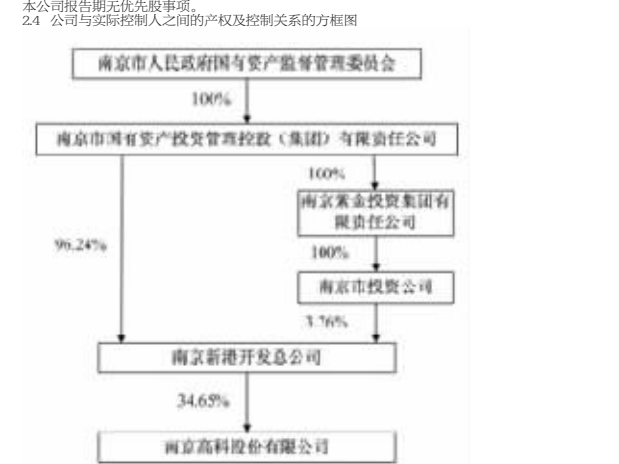 本公司报告期无优先股事项。
2.4 公司与实际控制人之间的产权及控制关系的方框图
南京市人民政府国有资产监督管理委员会
100%
南京市国有资产投资管理控股（集团）有限责任公司
100%
南京紫金投资集团有
限责任公司
96.24%
100%
南京市投资公司
3.76%
南京新港开发总公司
34.65%
南京高科股份有限公司